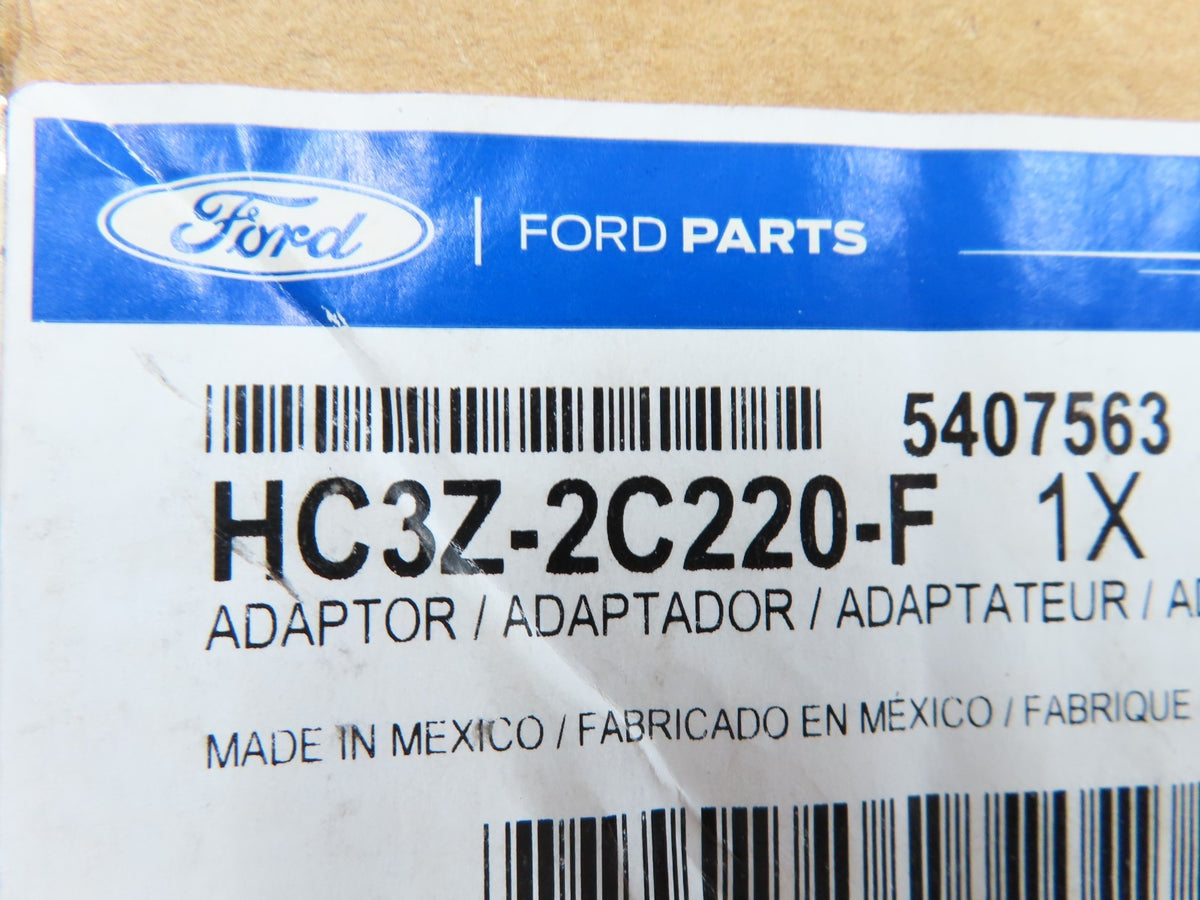 Ford | FORD PARTS
5407563
HC3Z-2C220-F 1X
ADAPTOR / ADAPTADOR / ADAPTATEUR /
MADE IN MEXICO / FABRICADO EN MÉXICO / FABRIQUE